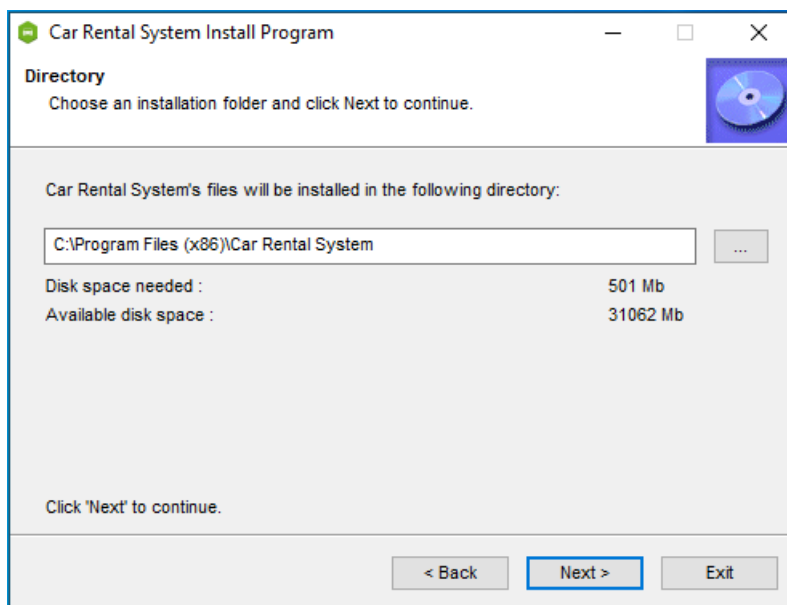 Car Rental System Install Program
Directory
Choose an installation folder and click Next to continue.
Car Rental System's files will be installed in the following directory:
C:\Program Files (x86)\Car Rental System
...
Disk space needed : 501 Mb
Available disk space : 31062 Mb
Click 'Next' to continue.
< Back Next > Exit